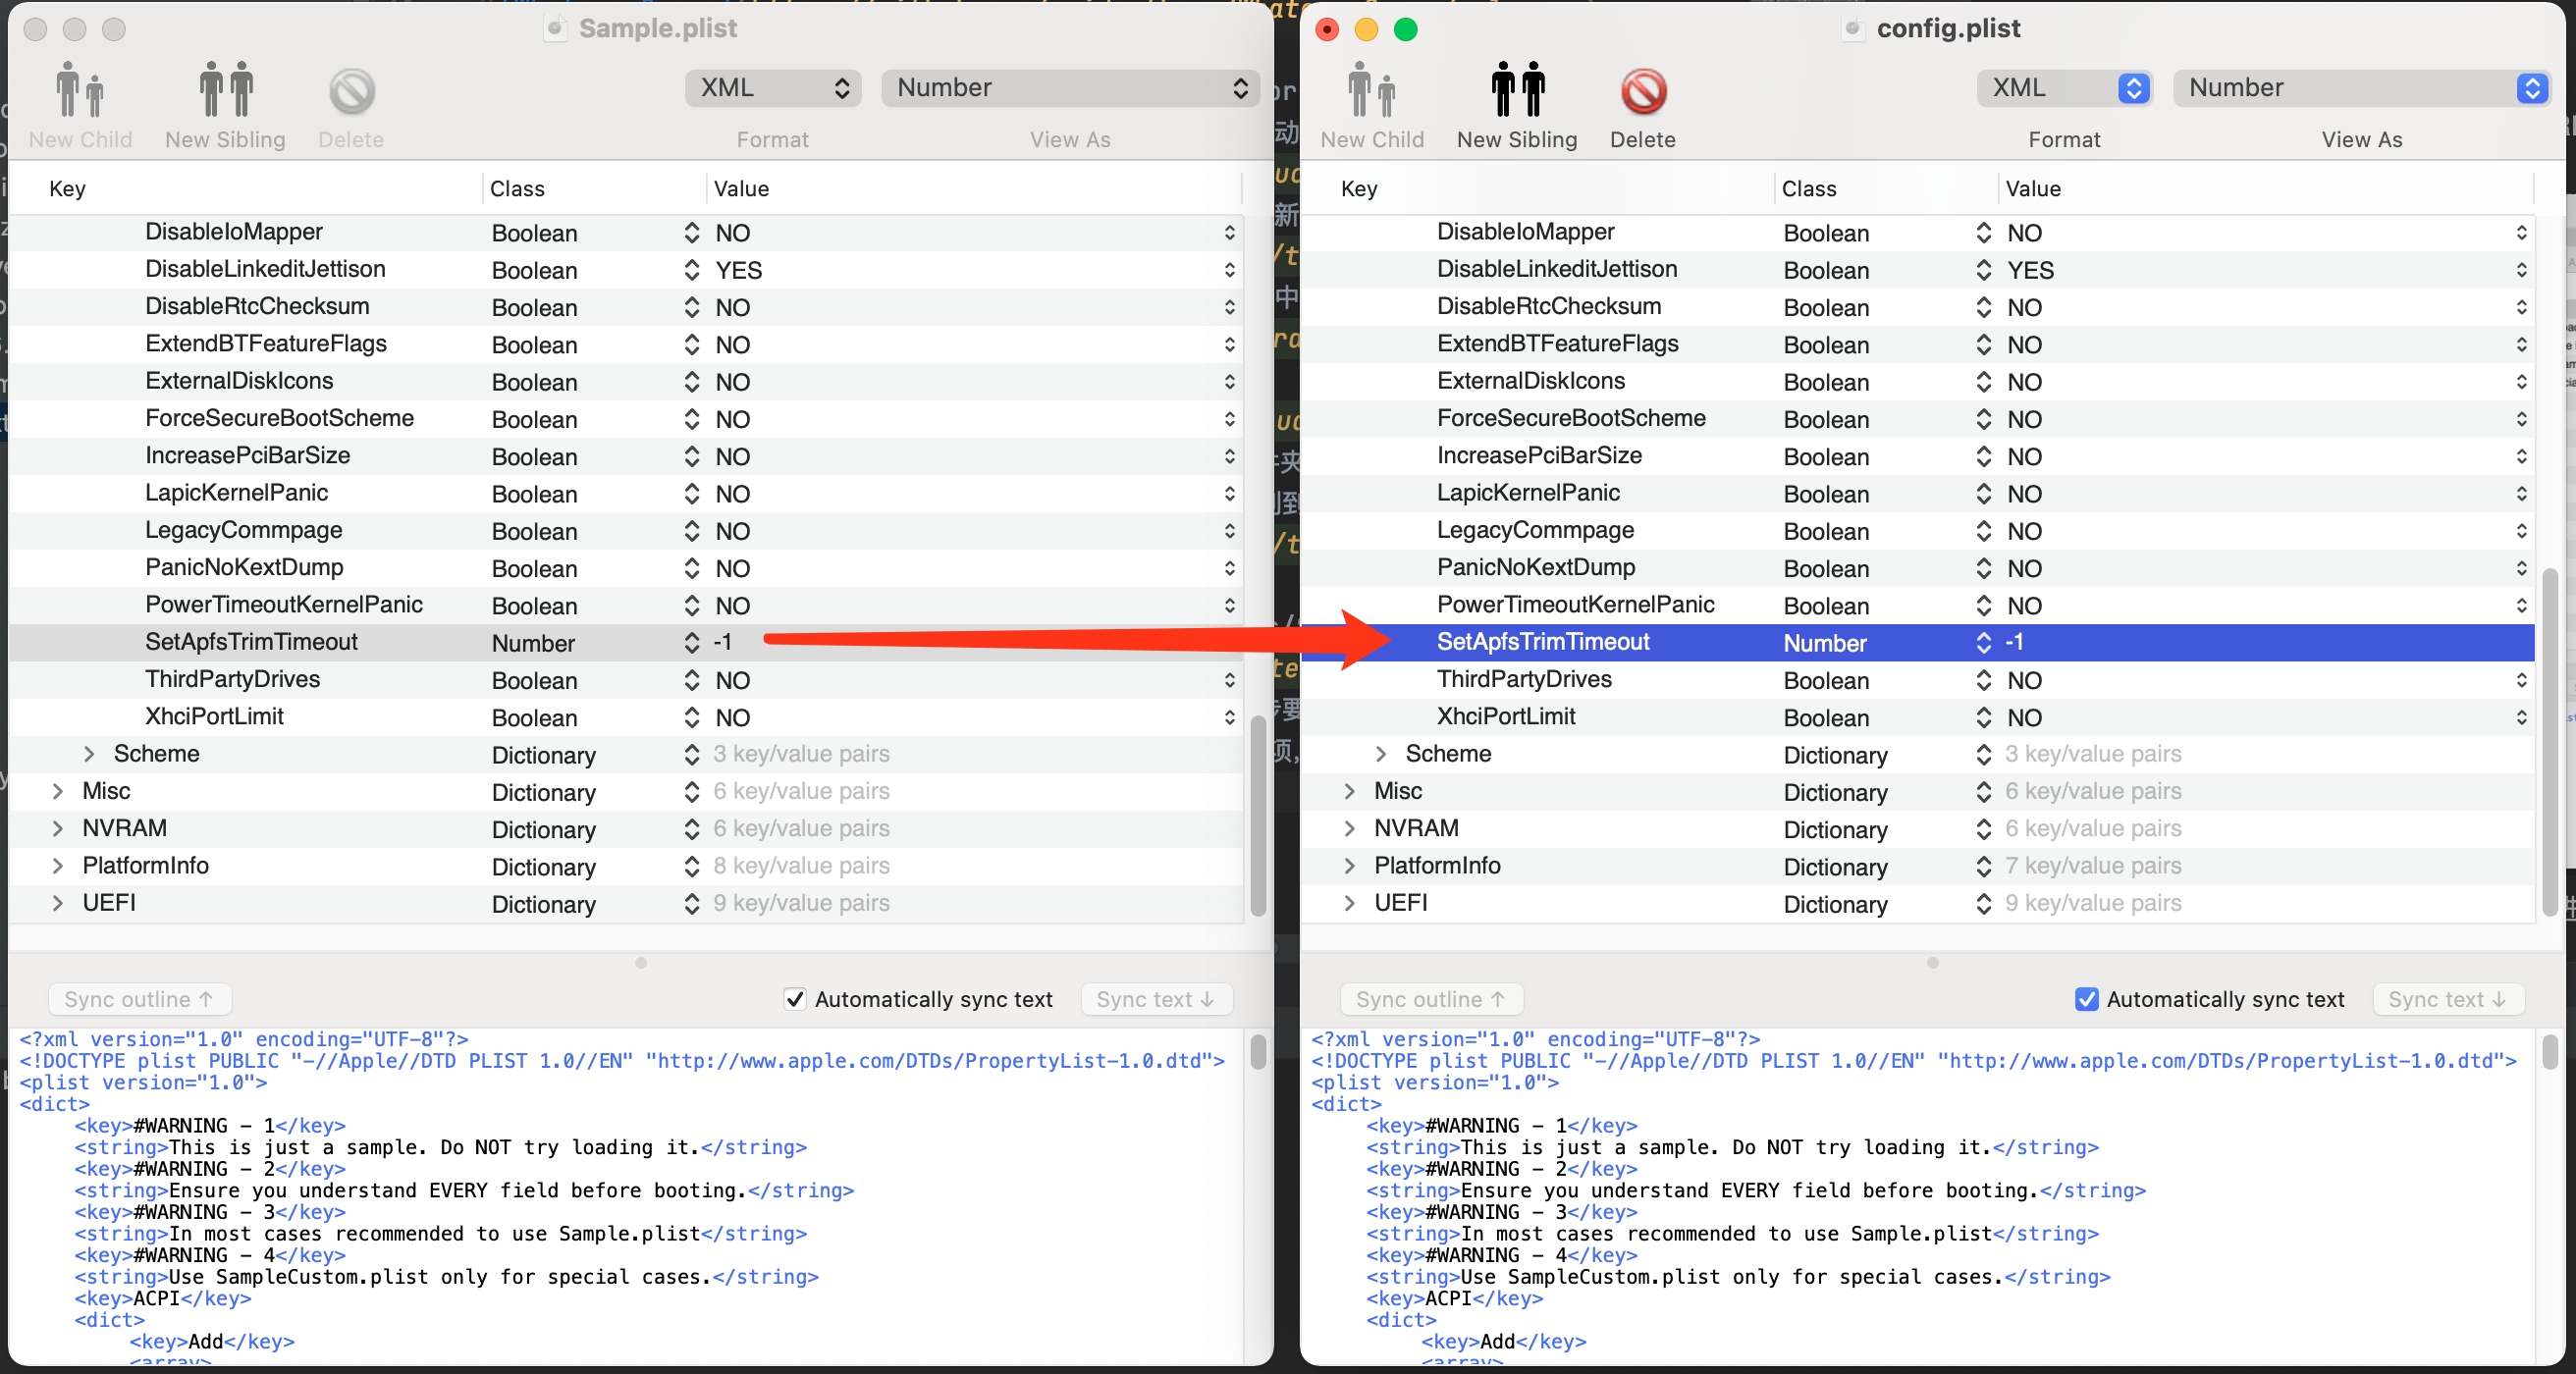 Sample.plist
New Child
New Sibling
Delete
XML
Format
Number
View As
Key Class Value
DisableIoMapper Boolean NO
DisableLinkeditJettison Boolean YES
DisableRtcChecksum Boolean NO
ExtendBTFeatureFlags Boolean NO
ExternalDiskIcons Boolean NO
ForceSecureBootScheme Boolean NO
IncreasePciBarSize Boolean NO
LapicKernelPanic Boolean NO
LegacyCommpage Boolean NO
PanicNoKextDump Boolean NO
PowerTimeoutKernelPanic Boolean NO
SetApfsTrimTimeout Number -1
ThirdPartyDrives Boolean NO
XhciPortLimit Boolean NO
Scheme Dictionary 3 key/value pairs
Misc Dictionary 6 key/value pairs
NVRAM Dictionary 6 key/value pairs
PlatformInfo Dictionary 8 key/value pairs
UEFI Dictionary 9 key/value pairs
Sync outline ↑
Automatically sync text
Sync text ↓
<?xml version="1.0" encoding="UTF-8"?>
<!DOCTYPE plist PUBLIC "-//Apple//DTD PLIST 1.0//EN" "http://www.apple.com/DTDs/PropertyList-1.0.dtd">
<plist version="1.0">
<dict>
<key>#WARNING - 1</key>
<string>This is just a sample. Do NOT try loading it.</string>
<key>#WARNING - 2</key>
<string>Ensure you understand EVERY field before booting.</string>
<key>#WARNING - 3</key>
<string>In most cases recommended to use Sample.plist</string>
<key>#WARNING - 4</key>
<string>Use SampleCustom.plist only for special cases.</string>
<key>ACPI</key>
<dict>
<key>Add</key>
<array>
config.plist
New Child
New Sibling
Delete
XML
Format
Number
View As
Key Class Value
DisableIoMapper Boolean NO
DisableLinkeditJettison Boolean YES
DisableRtcChecksum Boolean NO
ExtendBTFeatureFlags Boolean NO
ExternalDiskIcons Boolean NO
ForceSecureBootScheme Boolean NO
IncreasePciBarSize Boolean NO
LapicKernelPanic Boolean NO
LegacyCommpage Boolean NO
PanicNoKextDump Boolean NO
PowerTimeoutKernelPanic Boolean NO
SetApfsTrimTimeout Number -1
ThirdPartyDrives Boolean NO
XhciPortLimit Boolean NO
Scheme Dictionary 3 key/value pairs
Misc Dictionary 6 key/value pairs
NVRAM Dictionary 6 key/value pairs
PlatformInfo Dictionary 7 key/value pairs
UEFI Dictionary 9 key/value pairs
Sync outline ↑
Automatically sync text
Sync text ↓
<?xml version="1.0" encoding="UTF-8"?>
<!DOCTYPE plist PUBLIC "-//Apple//DTD PLIST 1.0//EN" "http://www.apple.com/DTDs/PropertyList-1.0.dtd">
<plist version="1.0">
<dict>
<key>#WARNING - 1</key>
<string>This is just a sample. Do NOT try loading it.</string>
<key>#WARNING - 2</key>
<string>Ensure you understand EVERY field before booting.</string>
<key>#WARNING - 3</key>
<string>In most cases recommended to use Sample.plist</string>
<key>#WARNING - 4</key>
<string>Use SampleCustom.plist only for special cases.</string>
<key>ACPI</key>
<dict>
<key>Add</key>
<array>